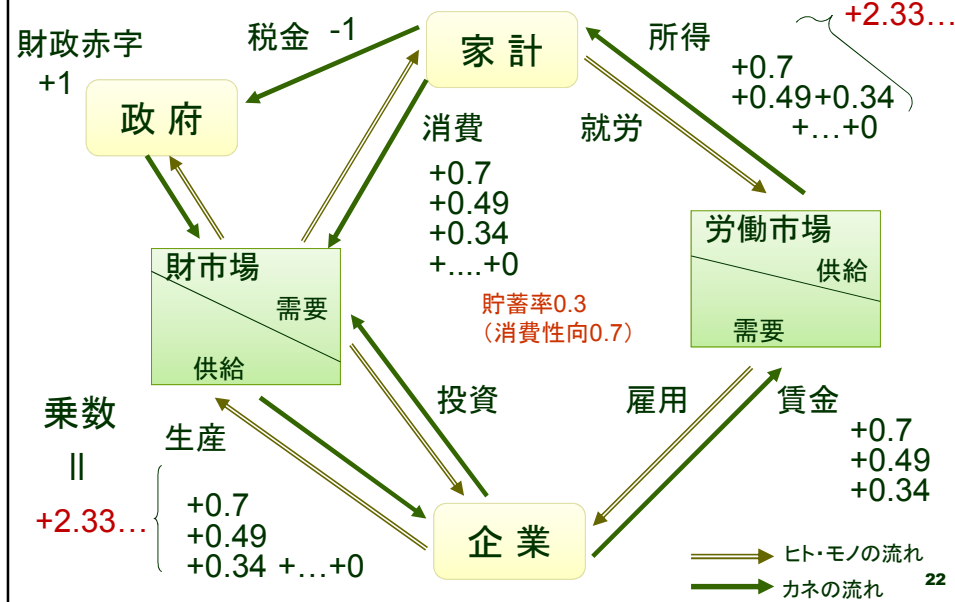 財政赤字
+1
税金 -1
家 計
所得
+2.33…
+0.7
+0.49+0.34
+…+0
政 府
消費
+0.7
+0.49
+0.34
+....+0
就労
財市場
需要
供給
貯蓄率0.3
（消費性向0.7）
労働市場
供給
需要
乗数
=
+2.33…
生産
+0.7
+0.49
+0.34 +…+0
投資
雇用
賃金
+0.7
+0.49
+0.34
企 業
ヒト・モノの流れ
カネの流れ
22